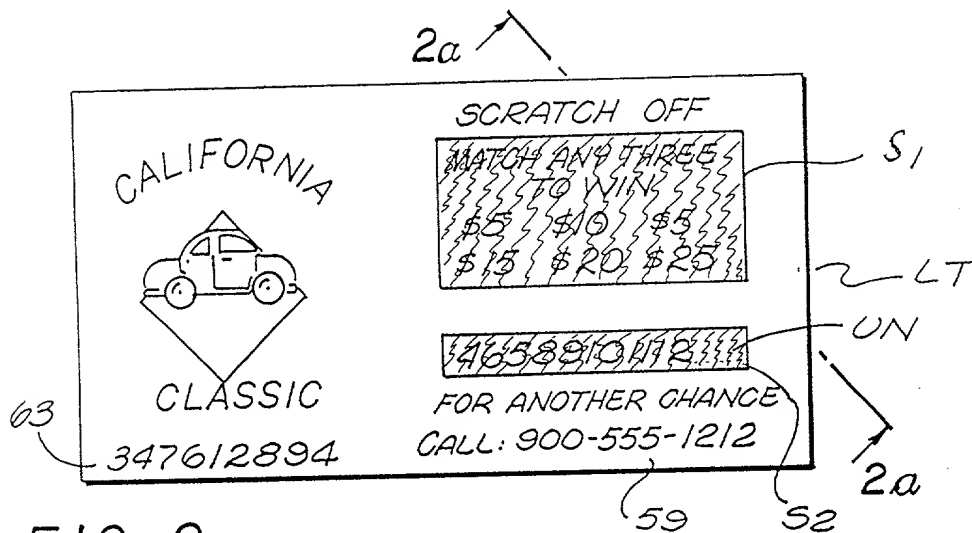 2a
SCRATCH OFF
MATCH ANY THREE
TO WIN
$5 $10 $5
$15 $20 $25
S1
LT
UN
CALIFORNIA
CLASSIC
FOR ANOTHER CHANCE
CALL: 900-555-1212
63
347612894
59
S2
2a